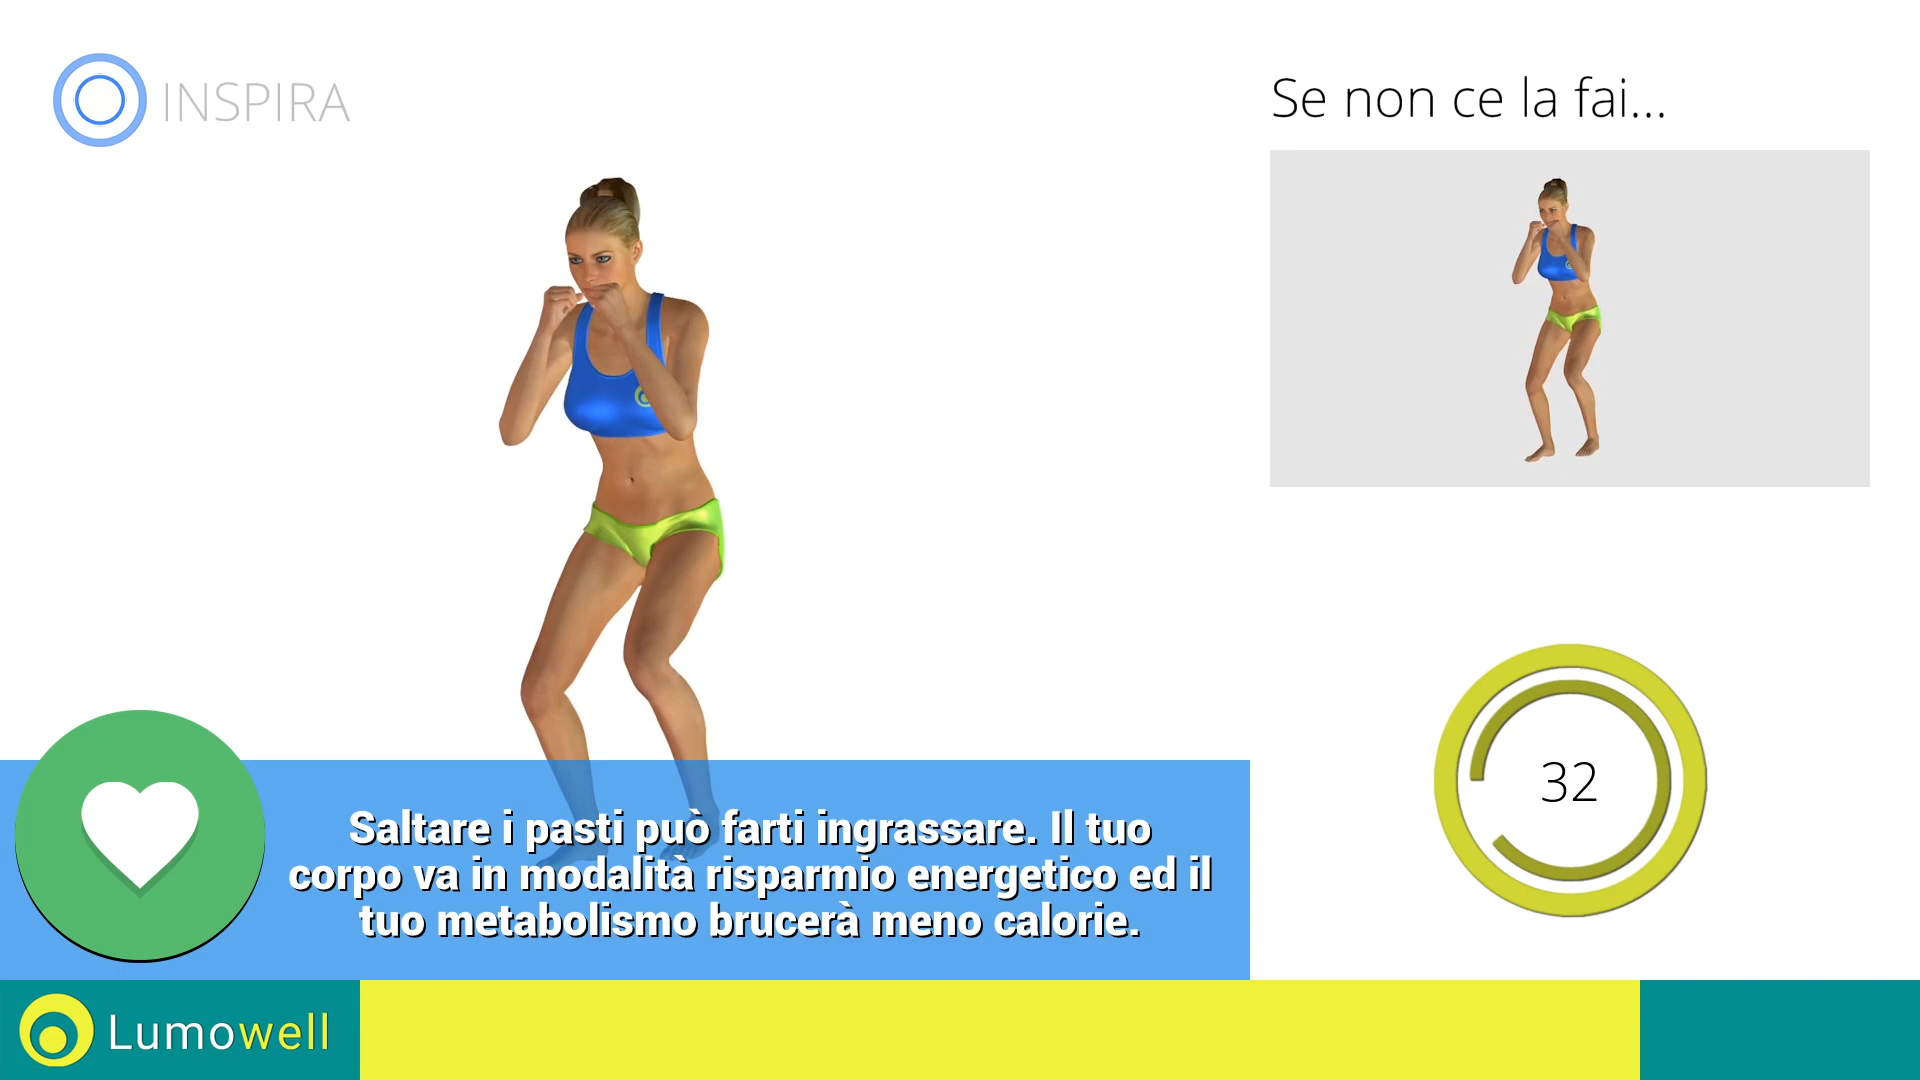 INSPIRA
Se non ce la fai...
32
Saltare i pasti può farti ingrassare. Il tuo
corpo va in modalità risparmio energetico ed il
tuo metabolismo brucerà meno calorie.
Lumowell